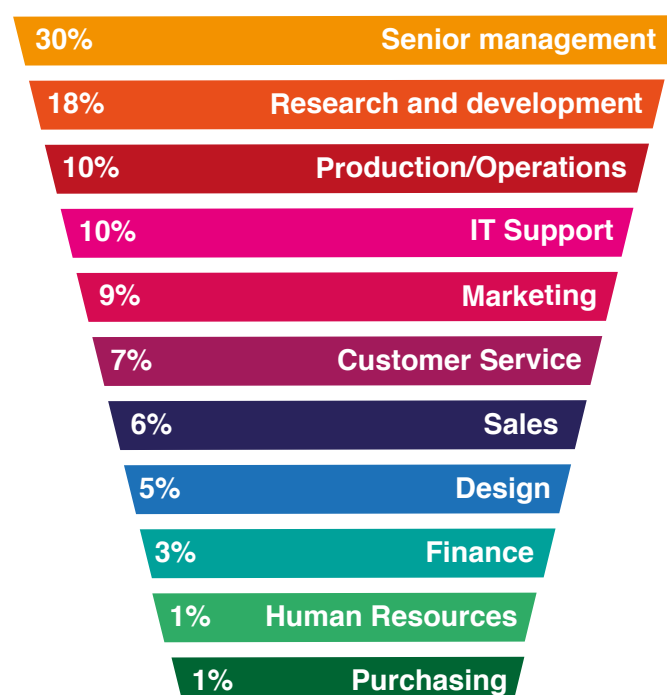 30% Senior management
18% Research and development
10% Production/Operations
10% IT Support
9% Marketing
7% Customer Service
6% Sales
5% Design
3% Finance
1% Human Resources
1% Purchasing